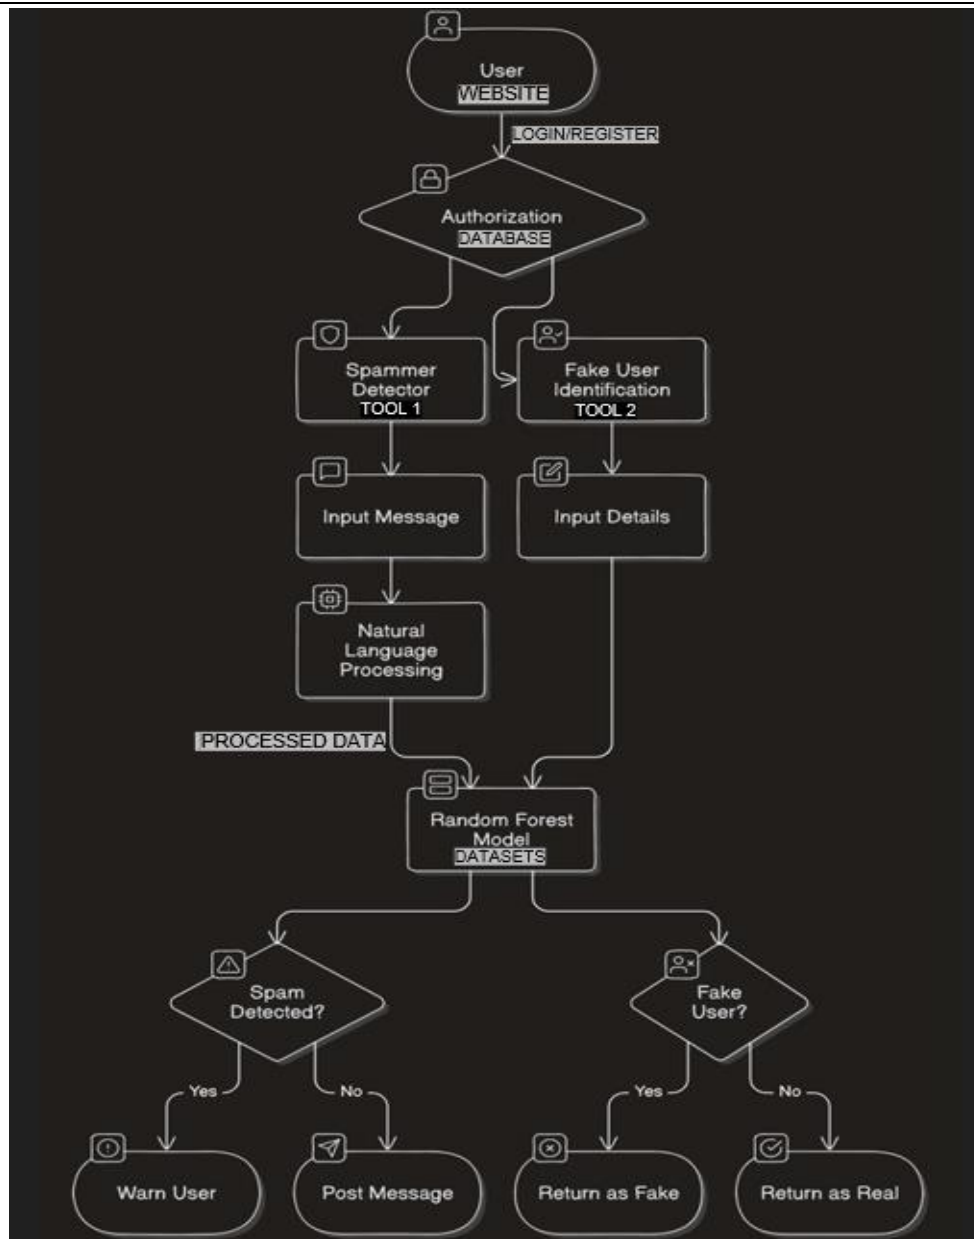 User
WEBSITE
LOGIN/REGISTER
Authorization
DATABASE
Spammer
Detector
TOOL 1
Fake User
Identification
TOOL 2
Input Message
Input Details
Natural
Language
Processing
PROCESSED DATA
Random Forest
Model
DATASETS
Spam
Detected?
Fake
User?
Yes
No
Yes
No
Warn User
Post Message
Return as Fake
Return as Real